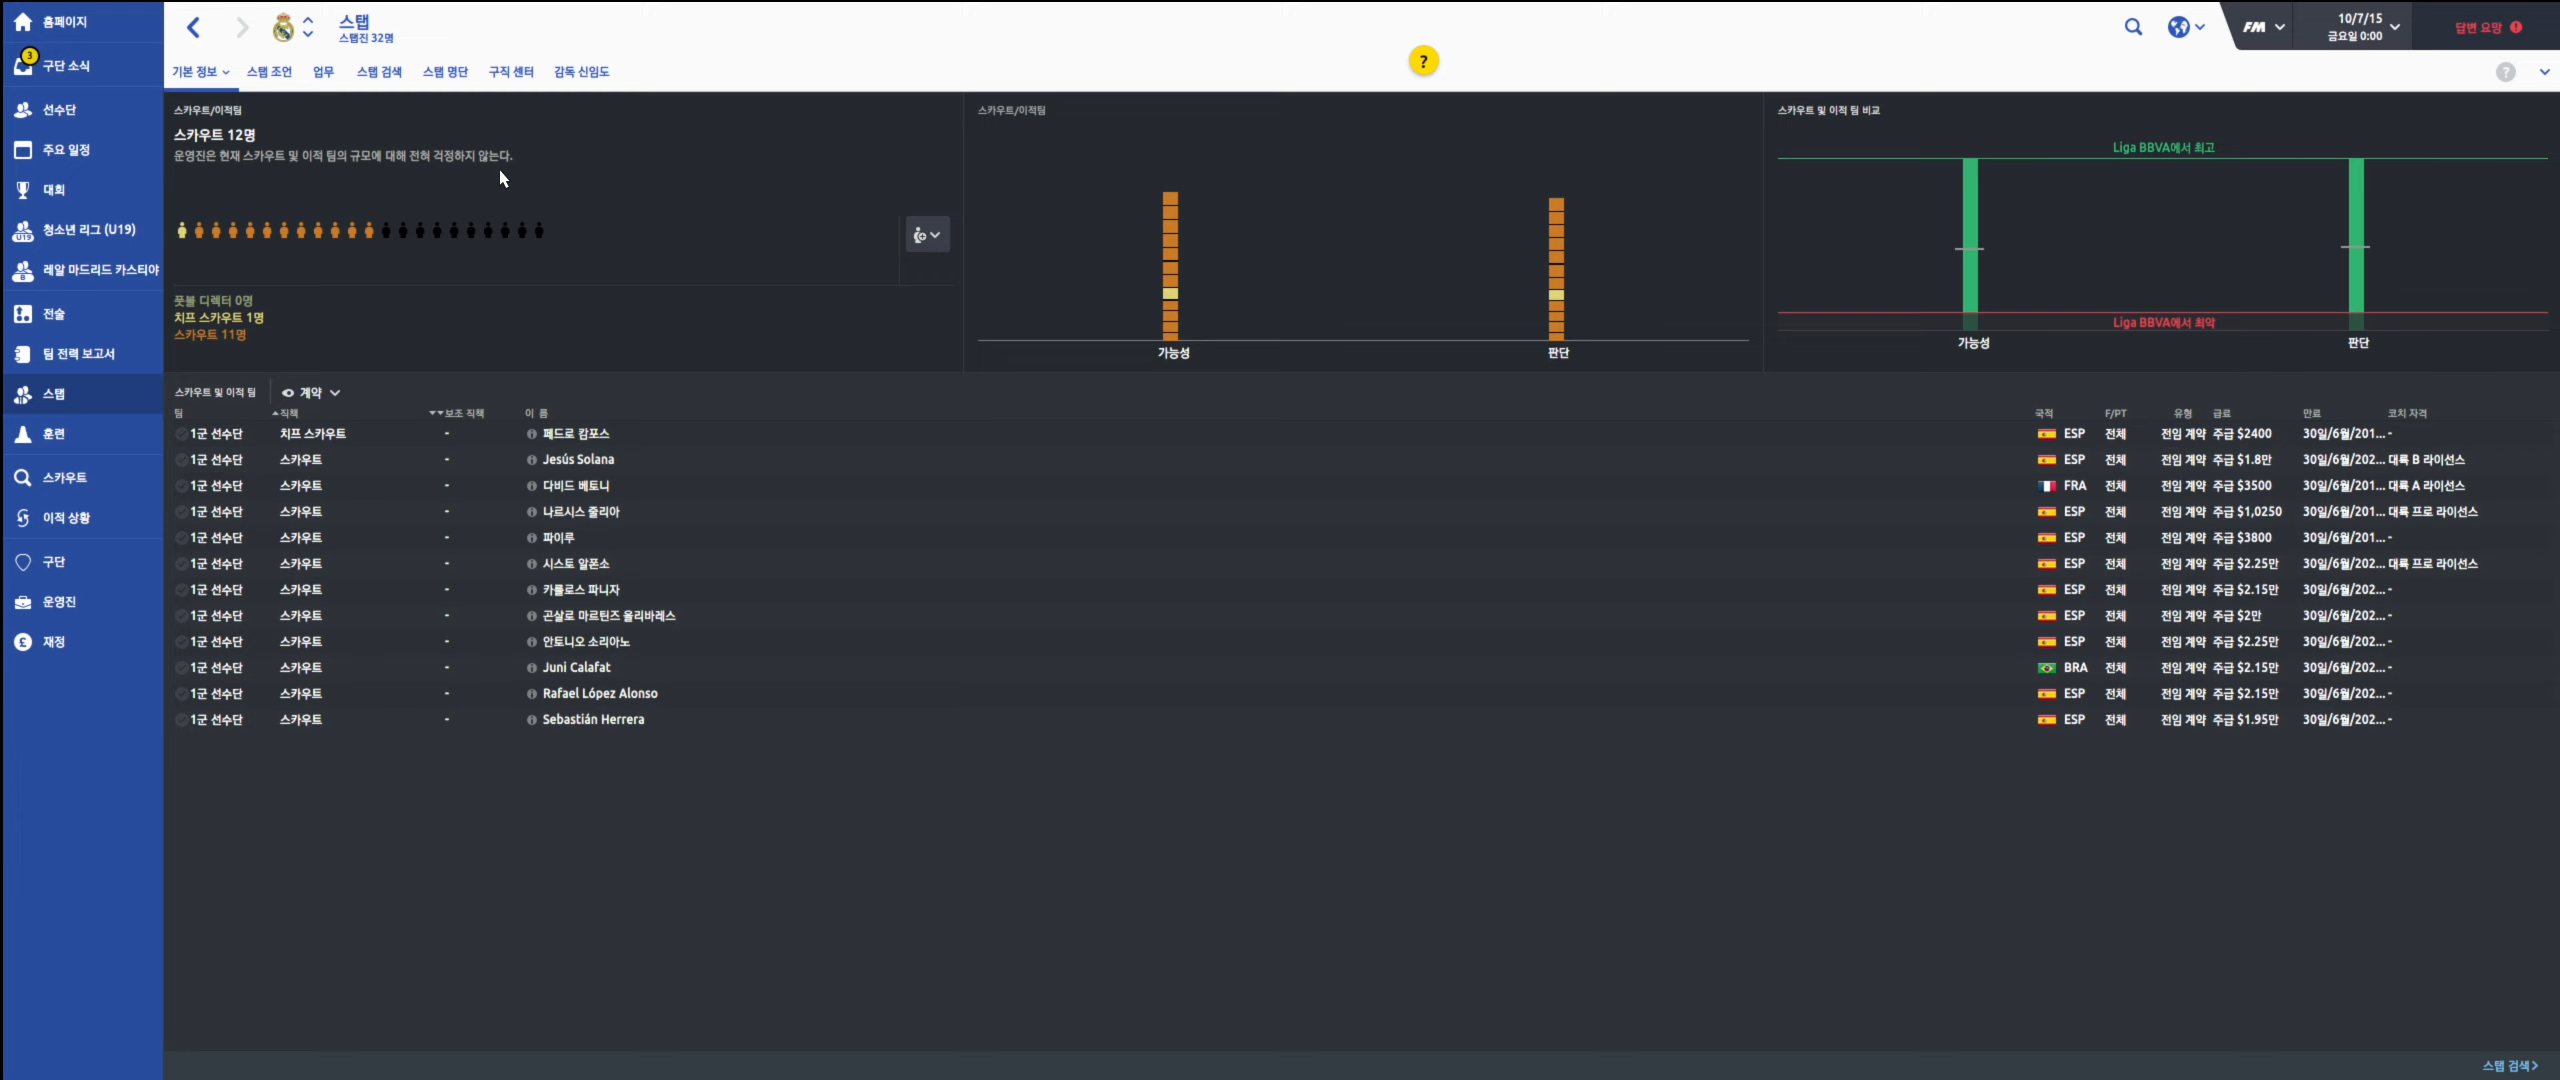 홈페이지
3
구단 소식
선수단
주요 일정
대회
청소년 리그 (U19)
레알 마드리드 카스티야
전술
팀 전력 보고서
스탭
훈련
스카우트
이적 상황
구단
운영진
재정
스탭
스탭진 32명
FM
10/7/15
금요일 0:00
답변 요망
기본 정보 스탭 조언 업무 스탭 검색 스탭 명단 구직 센터 감독 신임도
?
?
스카우트/이적팀
스카우트 12명
운영진은 현재 스카우트 및 이적 팀의 규모에 대해 전혀 걱정하지 않는다.
풋볼 디렉터 0명
치프 스카우트 1명
스카우트 11명
스카우트/이적팀
가능성 판단
스카우트 및 이적 팀 비교
Liga BBVA에서 최고
Liga BBVA에서 최악
가능성 판단
스카우트 및 이적 팀 계약
팀 직책 보조 직책 이 름 국적 F/PT 유형 급료 만료 코치 자격
1군 선수단 치프 스카우트 - 페드로 캄포스 ESP 전체 전임 계약 주급 $2400 30일/6월/201... -
1군 선수단 스카우트 - Jesús Solana ESP 전체 전임 계약 주급 $1.8만 30일/6월/202... 대륙 B 라이선스
1군 선수단 스카우트 - 다비드 베토니 FRA 전체 전임 계약 주급 $3500 30일/6월/201... 대륙 A 라이선스
1군 선수단 스카우트 - 나르시스 줄리아 ESP 전체 전임 계약 주급 $1,0250 30일/6월/201... 대륙 프로 라이선스
1군 선수단 스카우트 - 파이루 ESP 전체 전임 계약 주급 $3800 30일/6월/201... -
1군 선수단 스카우트 - 시스토 알폰소 ESP 전체 전임 계약 주급 $2.25만 30일/6월/202... 대륙 프로 라이선스
1군 선수단 스카우트 - 카를로스 파니자 ESP 전체 전임 계약 주급 $2.15만 30일/6월/202... -
1군 선수단 스카우트 - 곤살로 마르틴즈 올리바레스 ESP 전체 전임 계약 주급 $2만 30일/6월/202... -
1군 선수단 스카우트 - 안토니오 소리아노 ESP 전체 전임 계약 주급 $2.25만 30일/6월/202... -
1군 선수단 스카우트 - Juni Calafat BRA 전체 전임 계약 주급 $2.15만 30일/6월/202... -
1군 선수단 스카우트 - Rafael López Alonso ESP 전체 전임 계약 주급 $2.15만 30일/6월/202... -
1군 선수단 스카우트 - Sebastián Herrera ESP 전체 전임 계약 주급 $1.95만 30일/6월/202... -
스탭 검색>